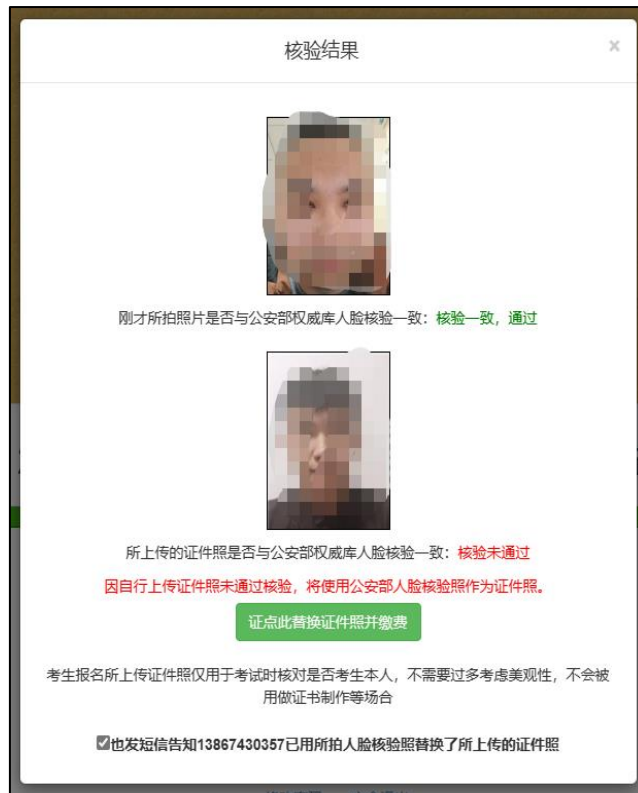 核验结果
×
刚才所拍照片是否与公安部权威库人脸核验一致：核验一致，通过
所上传的证件照是否与公安部权威库人脸核验一致：核验未通过
因自行上传证件照未通过核验，将使用公安部人脸核验照作为证件照。
证点此替换证件照并缴费
考生报名所上传证件照仅用于考试时核对是否考生本人，不需要过多考虑美观性，不会被
用做证书制作等场合
也发短信告知13867430357已用所拍人脸核验照替换了所上传的证件照